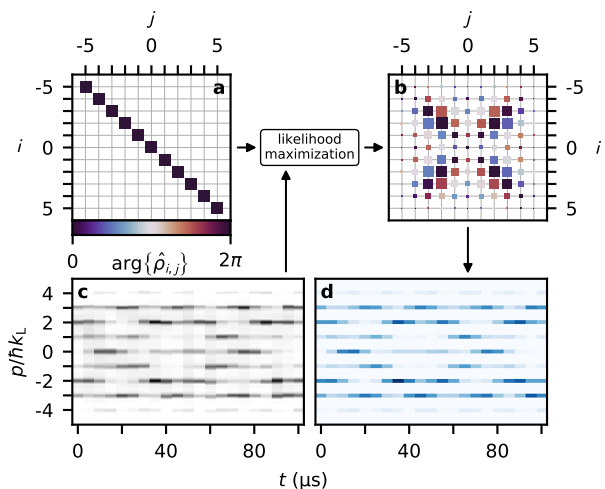 j
j
-5 0 5
-5 0 5
a
b
-5
-5
i
0
likelihood
maximization
0
i
5
5
0 arg{ρ̂i,j} 2π
c
d
4
2
0
-2
-4
p/ħkL
0 40 80
0 40 80
t (μs)